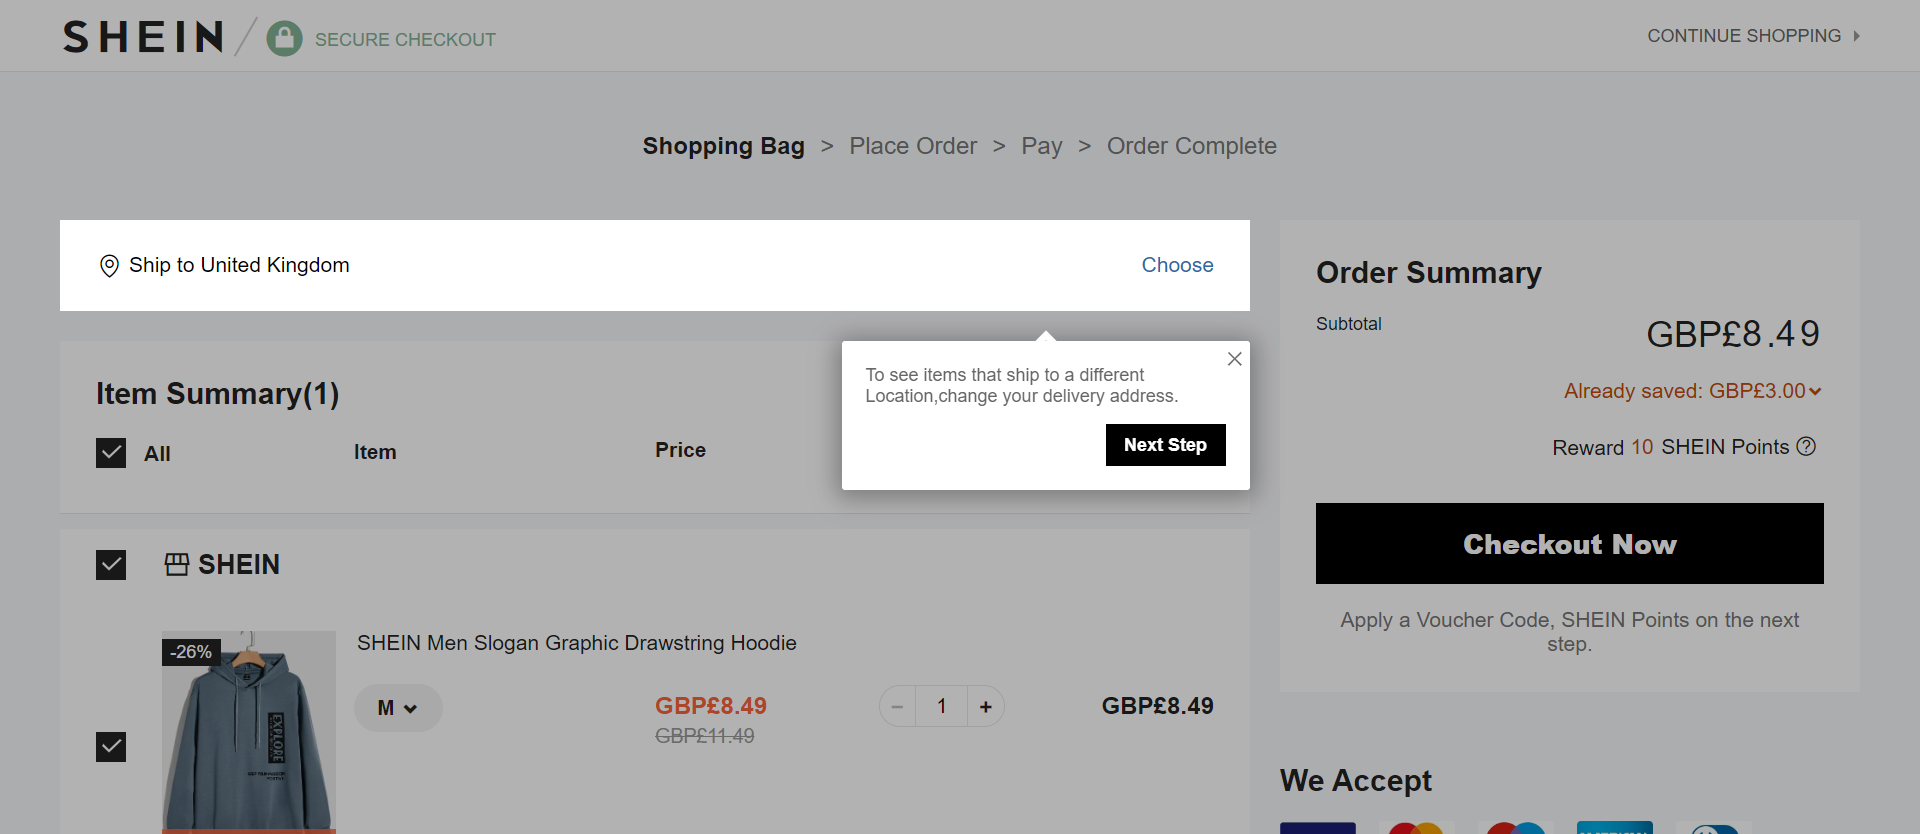 SHEIN
SECURE CHECKOUT
CONTINUE SHOPPING
Shopping Bag > Place Order > Pay > Order Complete
Ship to United Kingdom
Choose
To see items that ship to a different
Location,change your delivery address.
Next Step
Item Summary(1)
All
Item
Price
SHEIN
-26%
EXPLORE
SHEIN Men Slogan Graphic Drawstring Hoodie
M
GBP£8.49
GBP£11.49
1
GBP£8.49
Order Summary
Subtotal
GBP£8.49
Already saved: GBP£3.00
Reward 10 SHEIN Points
Checkout Now
Apply a Voucher Code, SHEIN Points on the next
step.
We Accept